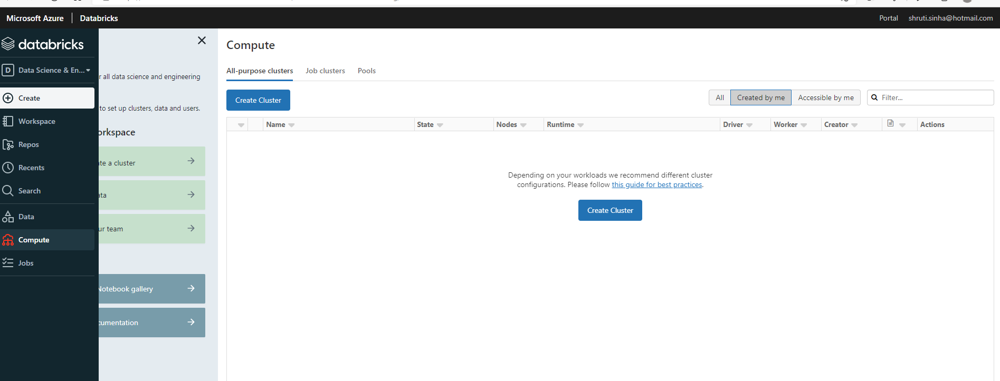 Microsoft Azure Databricks Portal shruti.sinha@hotmail.com
databricks
D Data Science & En...
Create
Workspace
Repos
Recents
Search
Data
Compute
Jobs
r all data science and engineering
to set up clusters, data and users.
orkspace
te a cluster
ata
ur team
Notebook gallery
cumentation
Compute
All-purpose clusters Job clusters Pools
Create Cluster All Created by me Accessible by me Filter...
Name State Nodes Runtime Driver Worker Creator Actions
Depending on your workloads we recommend different cluster
configurations. Please follow this guide for best practices.
Create Cluster